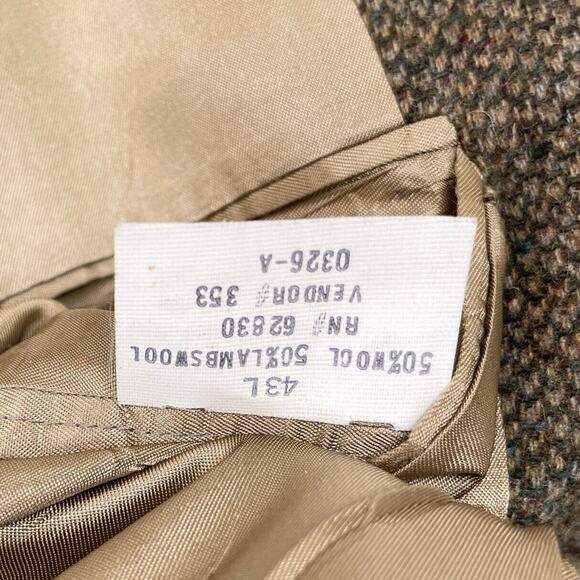 43L
50%WOOL 50%LAMBSWOOL
RN# 62830
VENDOR# 353
0326-A